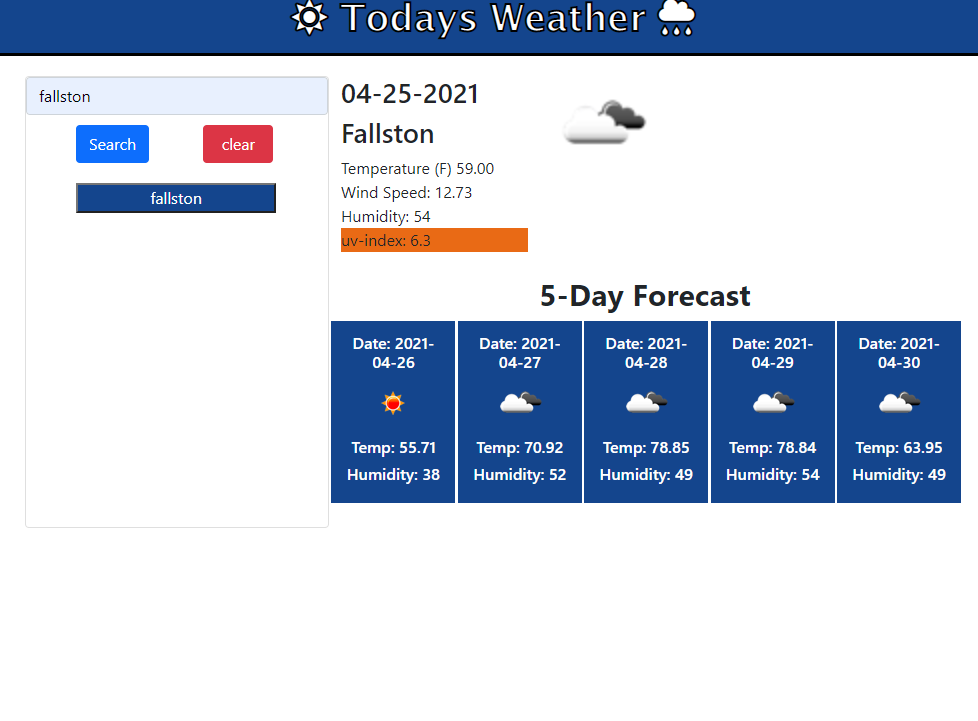 Todays Weather
fallston
Search
clear
fallston
04-25-2021
Fallston
Temperature (F) 59.00
Wind Speed: 12.73
Humidity: 54
uv-index: 6.3
5-Day Forecast
Date: 2021-
04-26
Temp: 55.71
Humidity: 38
Date: 2021-
04-27
Temp: 70.92
Humidity: 52
Date: 2021-
04-28
Temp: 78.85
Humidity: 49
Date: 2021-
04-29
Temp: 78.84
Humidity: 54
Date: 2021-
04-30
Temp: 63.95
Humidity: 49